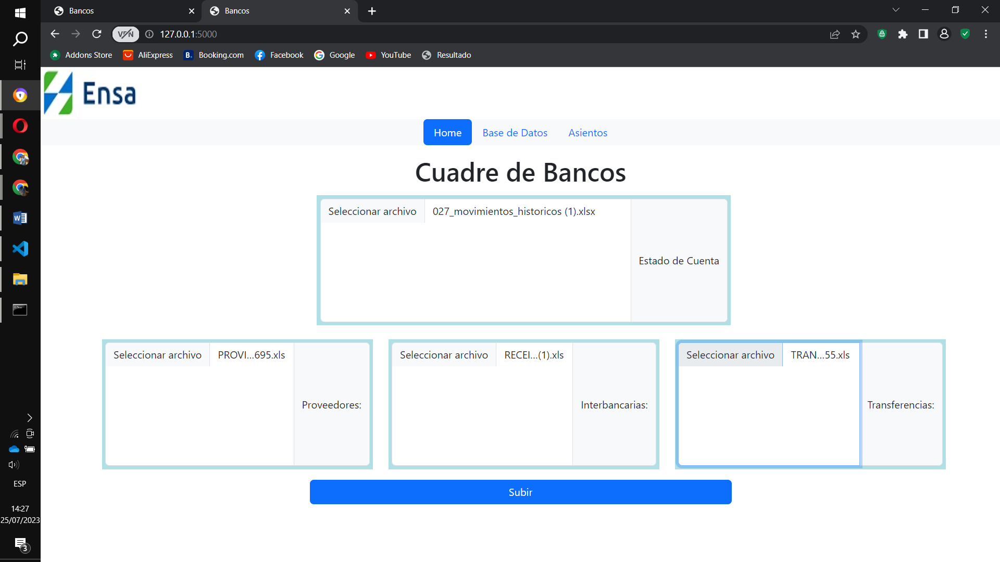 Bancos
Bancos
VPN
127.0.0.1:5000
Addons Store
AliExpress
B.
Booking.com
Facebook
Google
YouTube
Resultado
Ensa
Home
Base de Datos
Asientos
Cuadre de Bancos
Seleccionar archivo
027_movimientos_historicos (1).xlsx
Estado de Cuenta
Seleccionar archivo
PROVI...695.xls
Proveedores:
Seleccionar archivo
RECEI...(1).xls
Interbancarias:
Seleccionar archivo
TRAN...55.xls
Transferencias:
Subir
ESP
14:27
25/07/2023
3